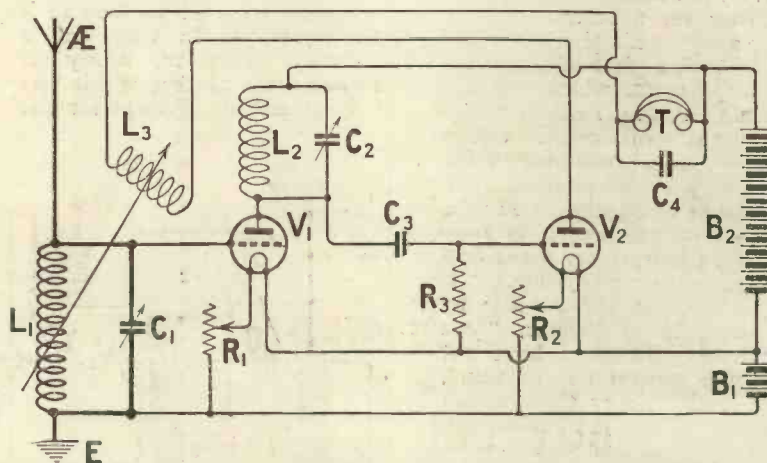 Æ
L₃
L₂
C₂
T
C₄
V₁
C₃
V₂
B₂
L₁
C₁
R₁
R₃
R₂
B₁
E